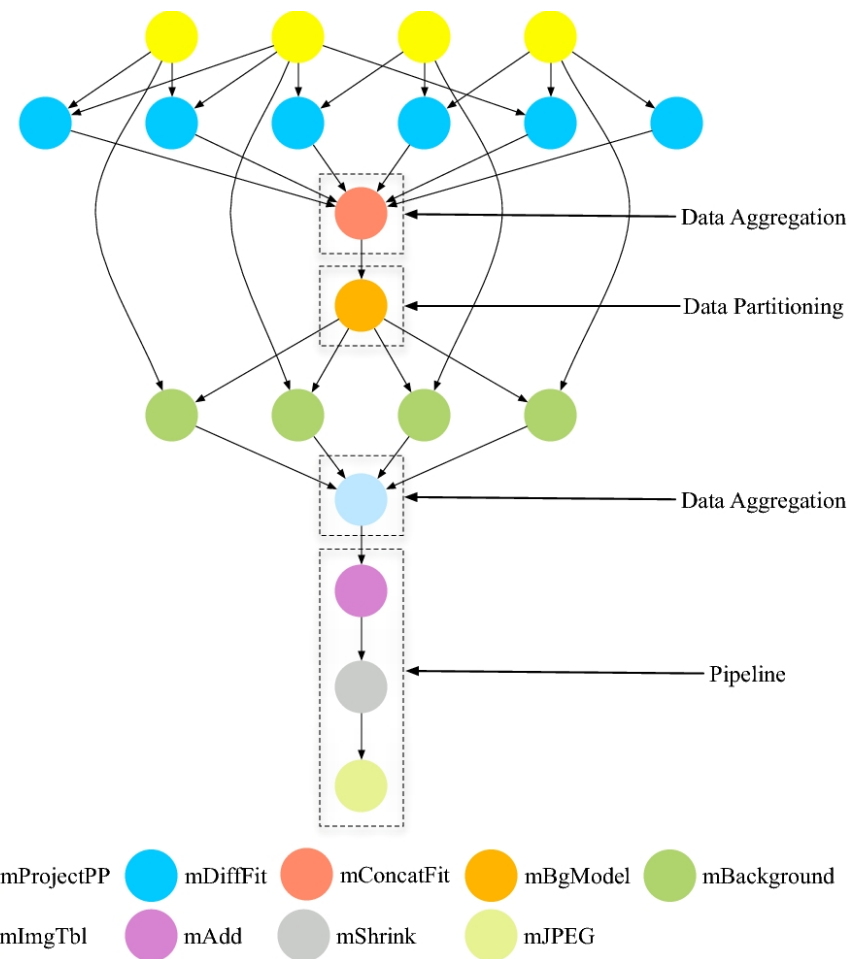 Data Aggregation
Data Partitioning
Data Aggregation
Pipeline
mProjectPP mDiffFit mConcatFit mBgModel mBackground
mImgTbl mAdd mShrink mJPEG